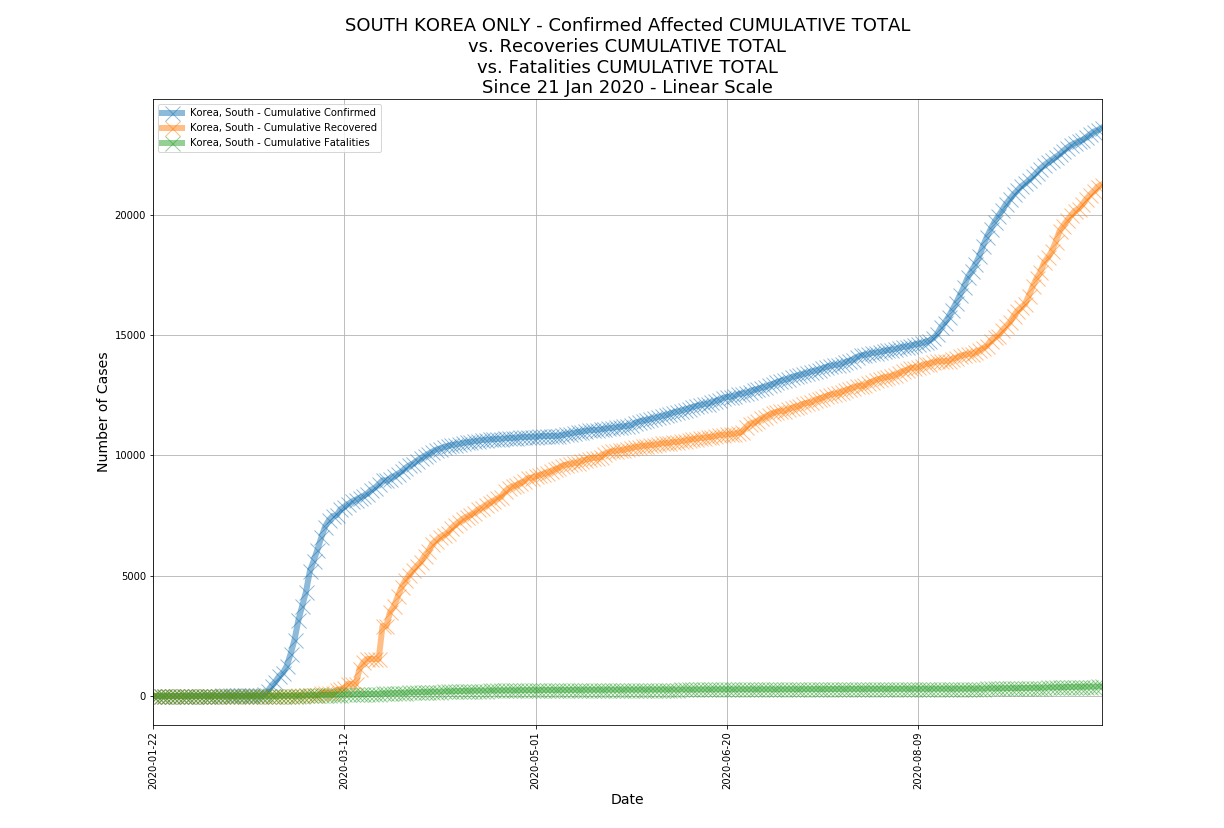 SOUTH KOREA ONLY - Confirmed Affected CUMULATIVE TOTAL
vs. Recoveries CUMULATIVE TOTAL
vs. Fatalities CUMULATIVE TOTAL
Since 21 Jan 2020 - Linear Scale
Korea, South - Cumulative Confirmed
Korea, South - Cumulative Recovered
Korea, South - Cumulative Fatalities
Number of Cases
20000
15000
10000
5000
0
2020-01-22
2020-03-12
2020-05-01
2020-06-20
2020-08-09
Date